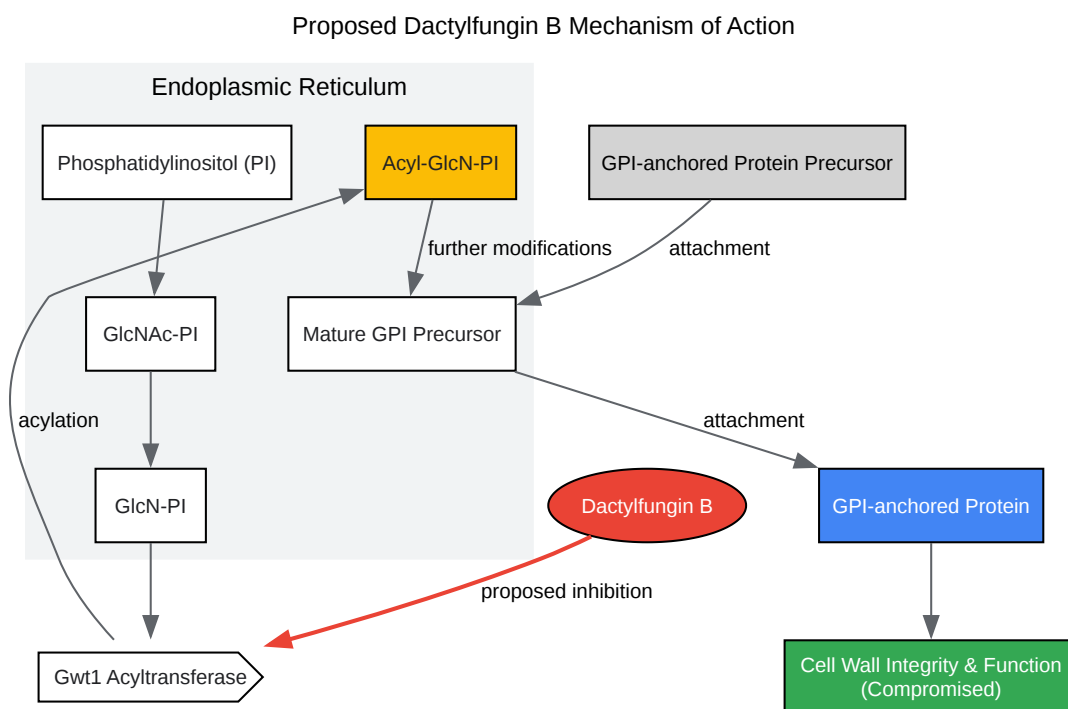 Proposed Dactylfungin B Mechanism of Action
Endoplasmic Reticulum
Phosphatidylinositol (PI)
Acyl-GlcN-PI
GPI-anchored Protein Precursor
further modifications
attachment
GlcNAc-PI
Mature GPI Precursor
acylation
attachment
GlcN-PI
Dactylfungin B
GPI-anchored Protein
proposed inhibition
Gwt1 Acyltransferase
Cell Wall Integrity & Function
(Compromised)